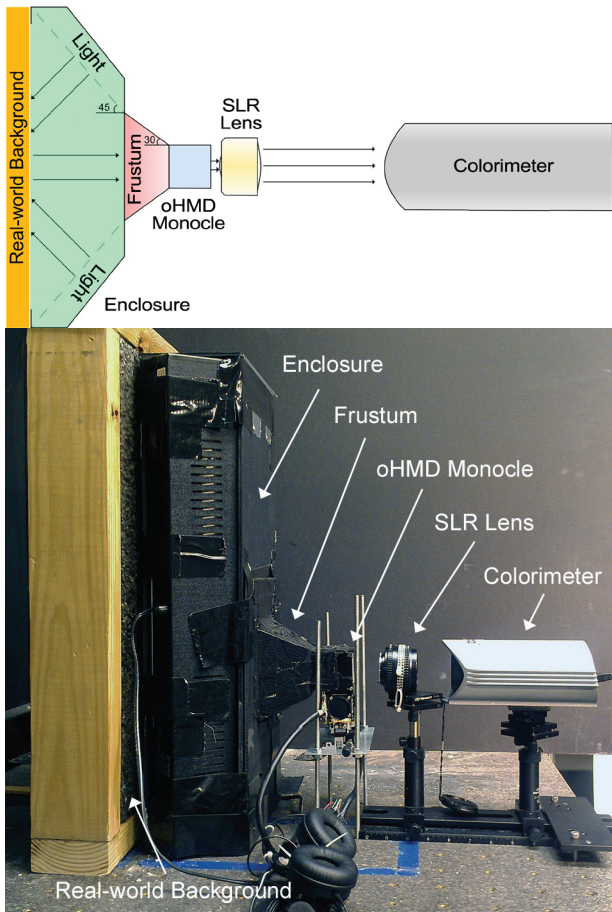 Real-world Background
Light
45
30
Frustum
Light
Enclosure
oHMD
Monocle
SLR
Lens
Colorimeter
Enclosure
Frustum
oHMD Monocle
SLR Lens
Colorimeter
Real-world Background